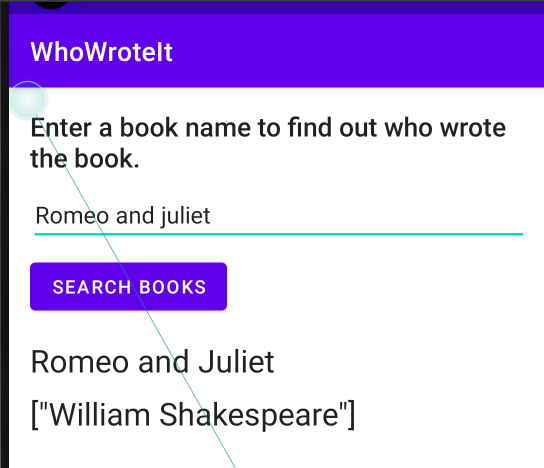 WhoWroteIt
Enter a book name to find out who wrote
the book.
Romeo and juliet
SEARCH BOOKS
Romeo and Juliet
["William Shakespeare"]